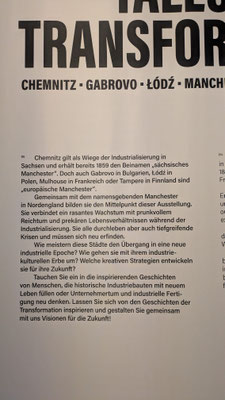 TALES
TRANSFOR
CHEMNITZ · GABROVO · ŁÓDŹ · MANCH
Chemnitz gilt als Wiege der Industrialisierung in
Sachsen und erhält bereits 1859 den Beinamen „sächsisches
Manchester“. Doch auch Gabrovo in Bulgarien, Łódź in
Polen, Mulhouse in Frankreich oder Tampere in Finnland sind
„europäische Manchester“.
Gemeinsam mit dem namensgebenden Manchester
in Nordengland bilden sie den Mittelpunkt dieser Ausstellung.
Sie verbindet ein rasantes Wachstum mit prunkvollem
Reichtum und prekären Lebensverhältnissen während der
Industrialisierung. Sie alle durchleben aber auch tiefgreifende
Krisen und müssen sich neu erfinden.
Wie meistern diese Städte den Übergang in eine neue
industrielle Epoche? Wie gehen sie mit ihrem industrie-
kulturellen Erbe um? Welche kreativen Strategien entwickeln
sie für ihre Zukunft?
Tauchen Sie ein in die inspirierenden Geschichten
von Menschen, die historische Industriebauten mit neuem
Leben füllen oder Unternehmertum und industrielle Ferti-
gung neu denken. Lassen Sie sich von den Geschichten der
Transformation inspirieren und gestalten Sie gemeinsam
mit uns Visionen für die Zukunft!